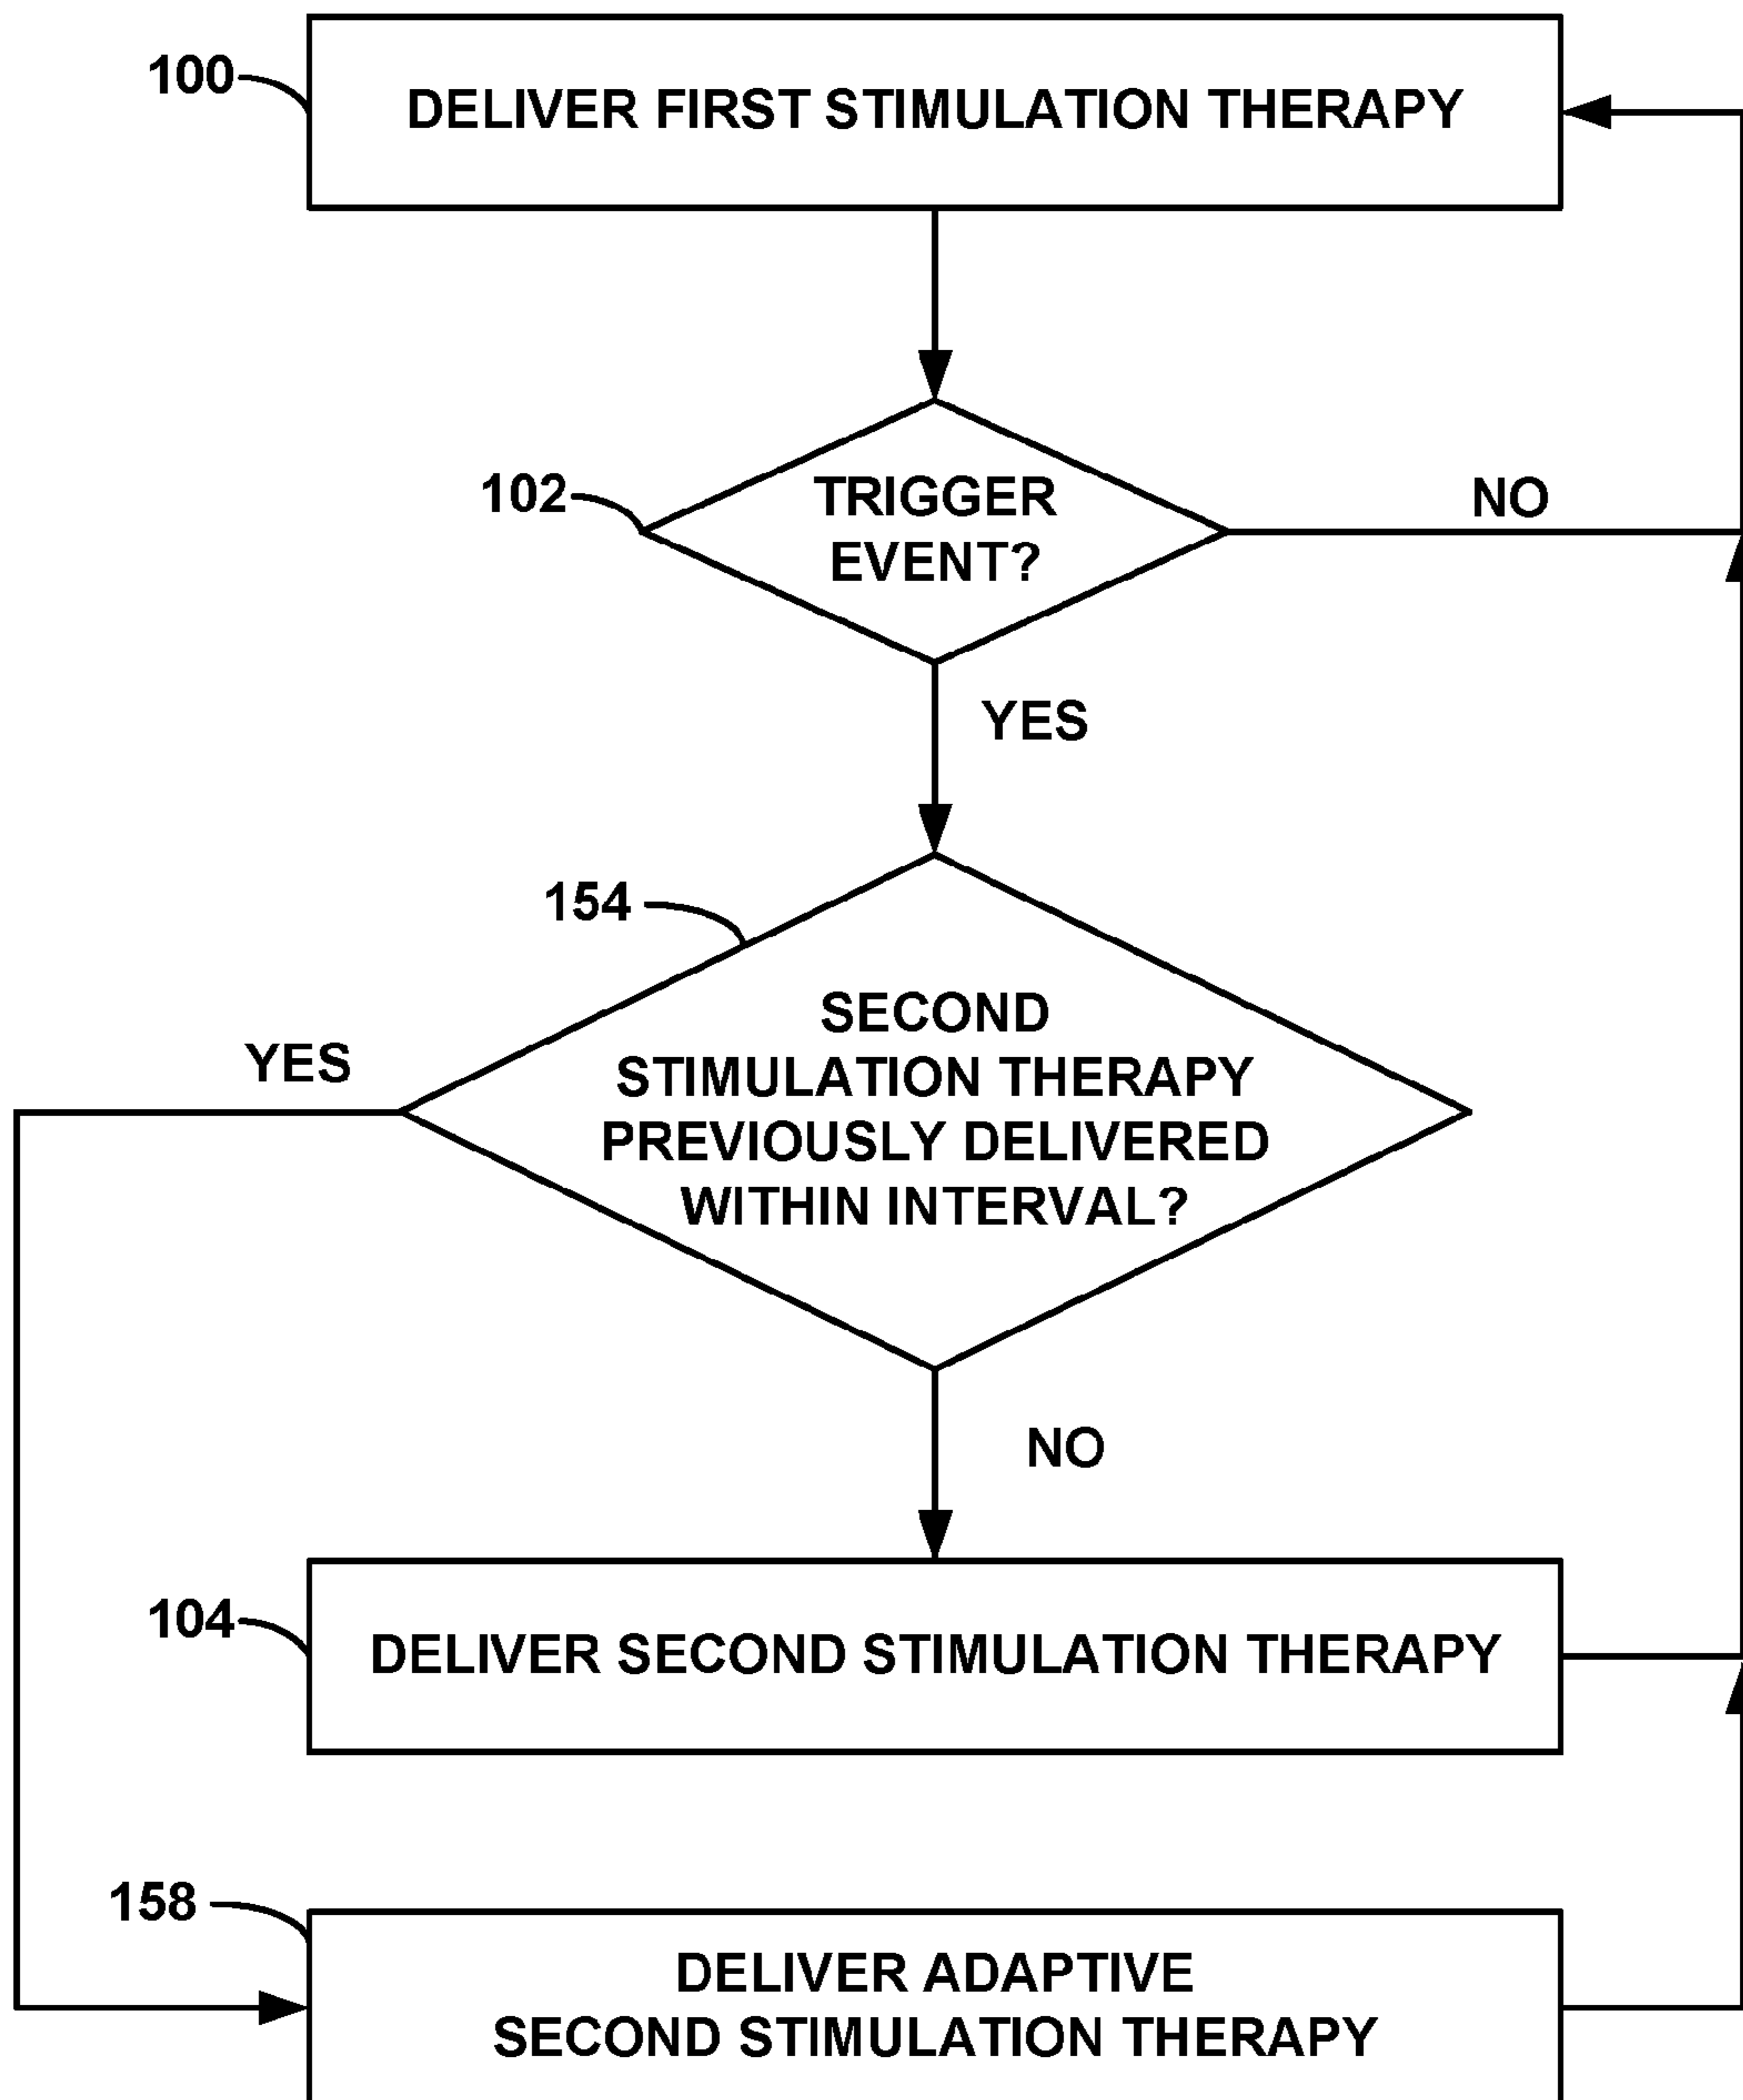 100
DELIVER FIRST STIMULATION THERAPY
102
TRIGGER
EVENT?
NO
YES
154
SECOND
STIMULATION THERAPY
PREVIOUSLY DELIVERED
WITHIN INTERVAL?
YES
NO
104
DELIVER SECOND STIMULATION THERAPY
158
DELIVER ADAPTIVE
SECOND STIMULATION THERAPY